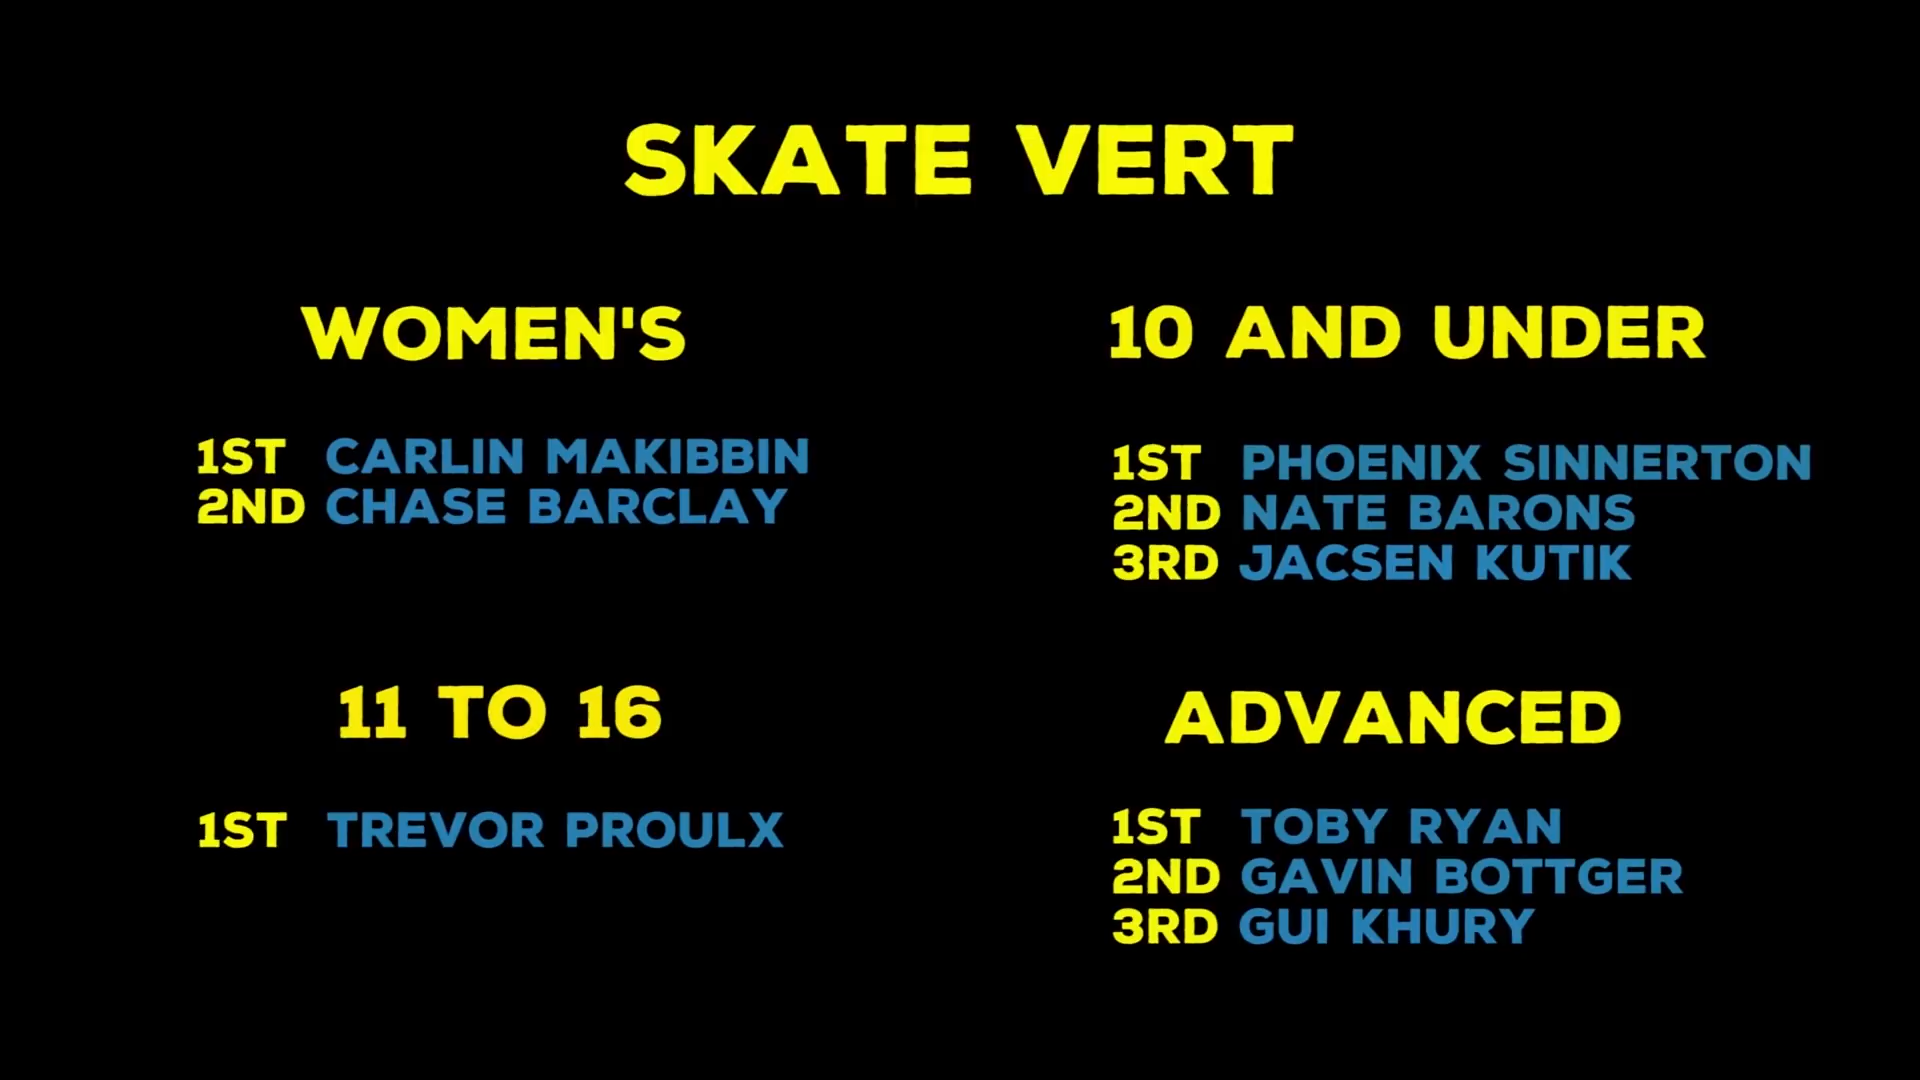 SKATE VERT
WOMEN'S
1ST CARLIN MAKIBBIN
2ND CHASE BARCLAY
10 AND UNDER
1ST PHOENIX SINNERTON
2ND NATE BARONS
3RD JACSEN KUTIK
11 TO 16
1ST TREVOR PROULX
ADVANCED
1ST TOBY RYAN
2ND GAVIN BOTTGER
3RD GUI KHURY